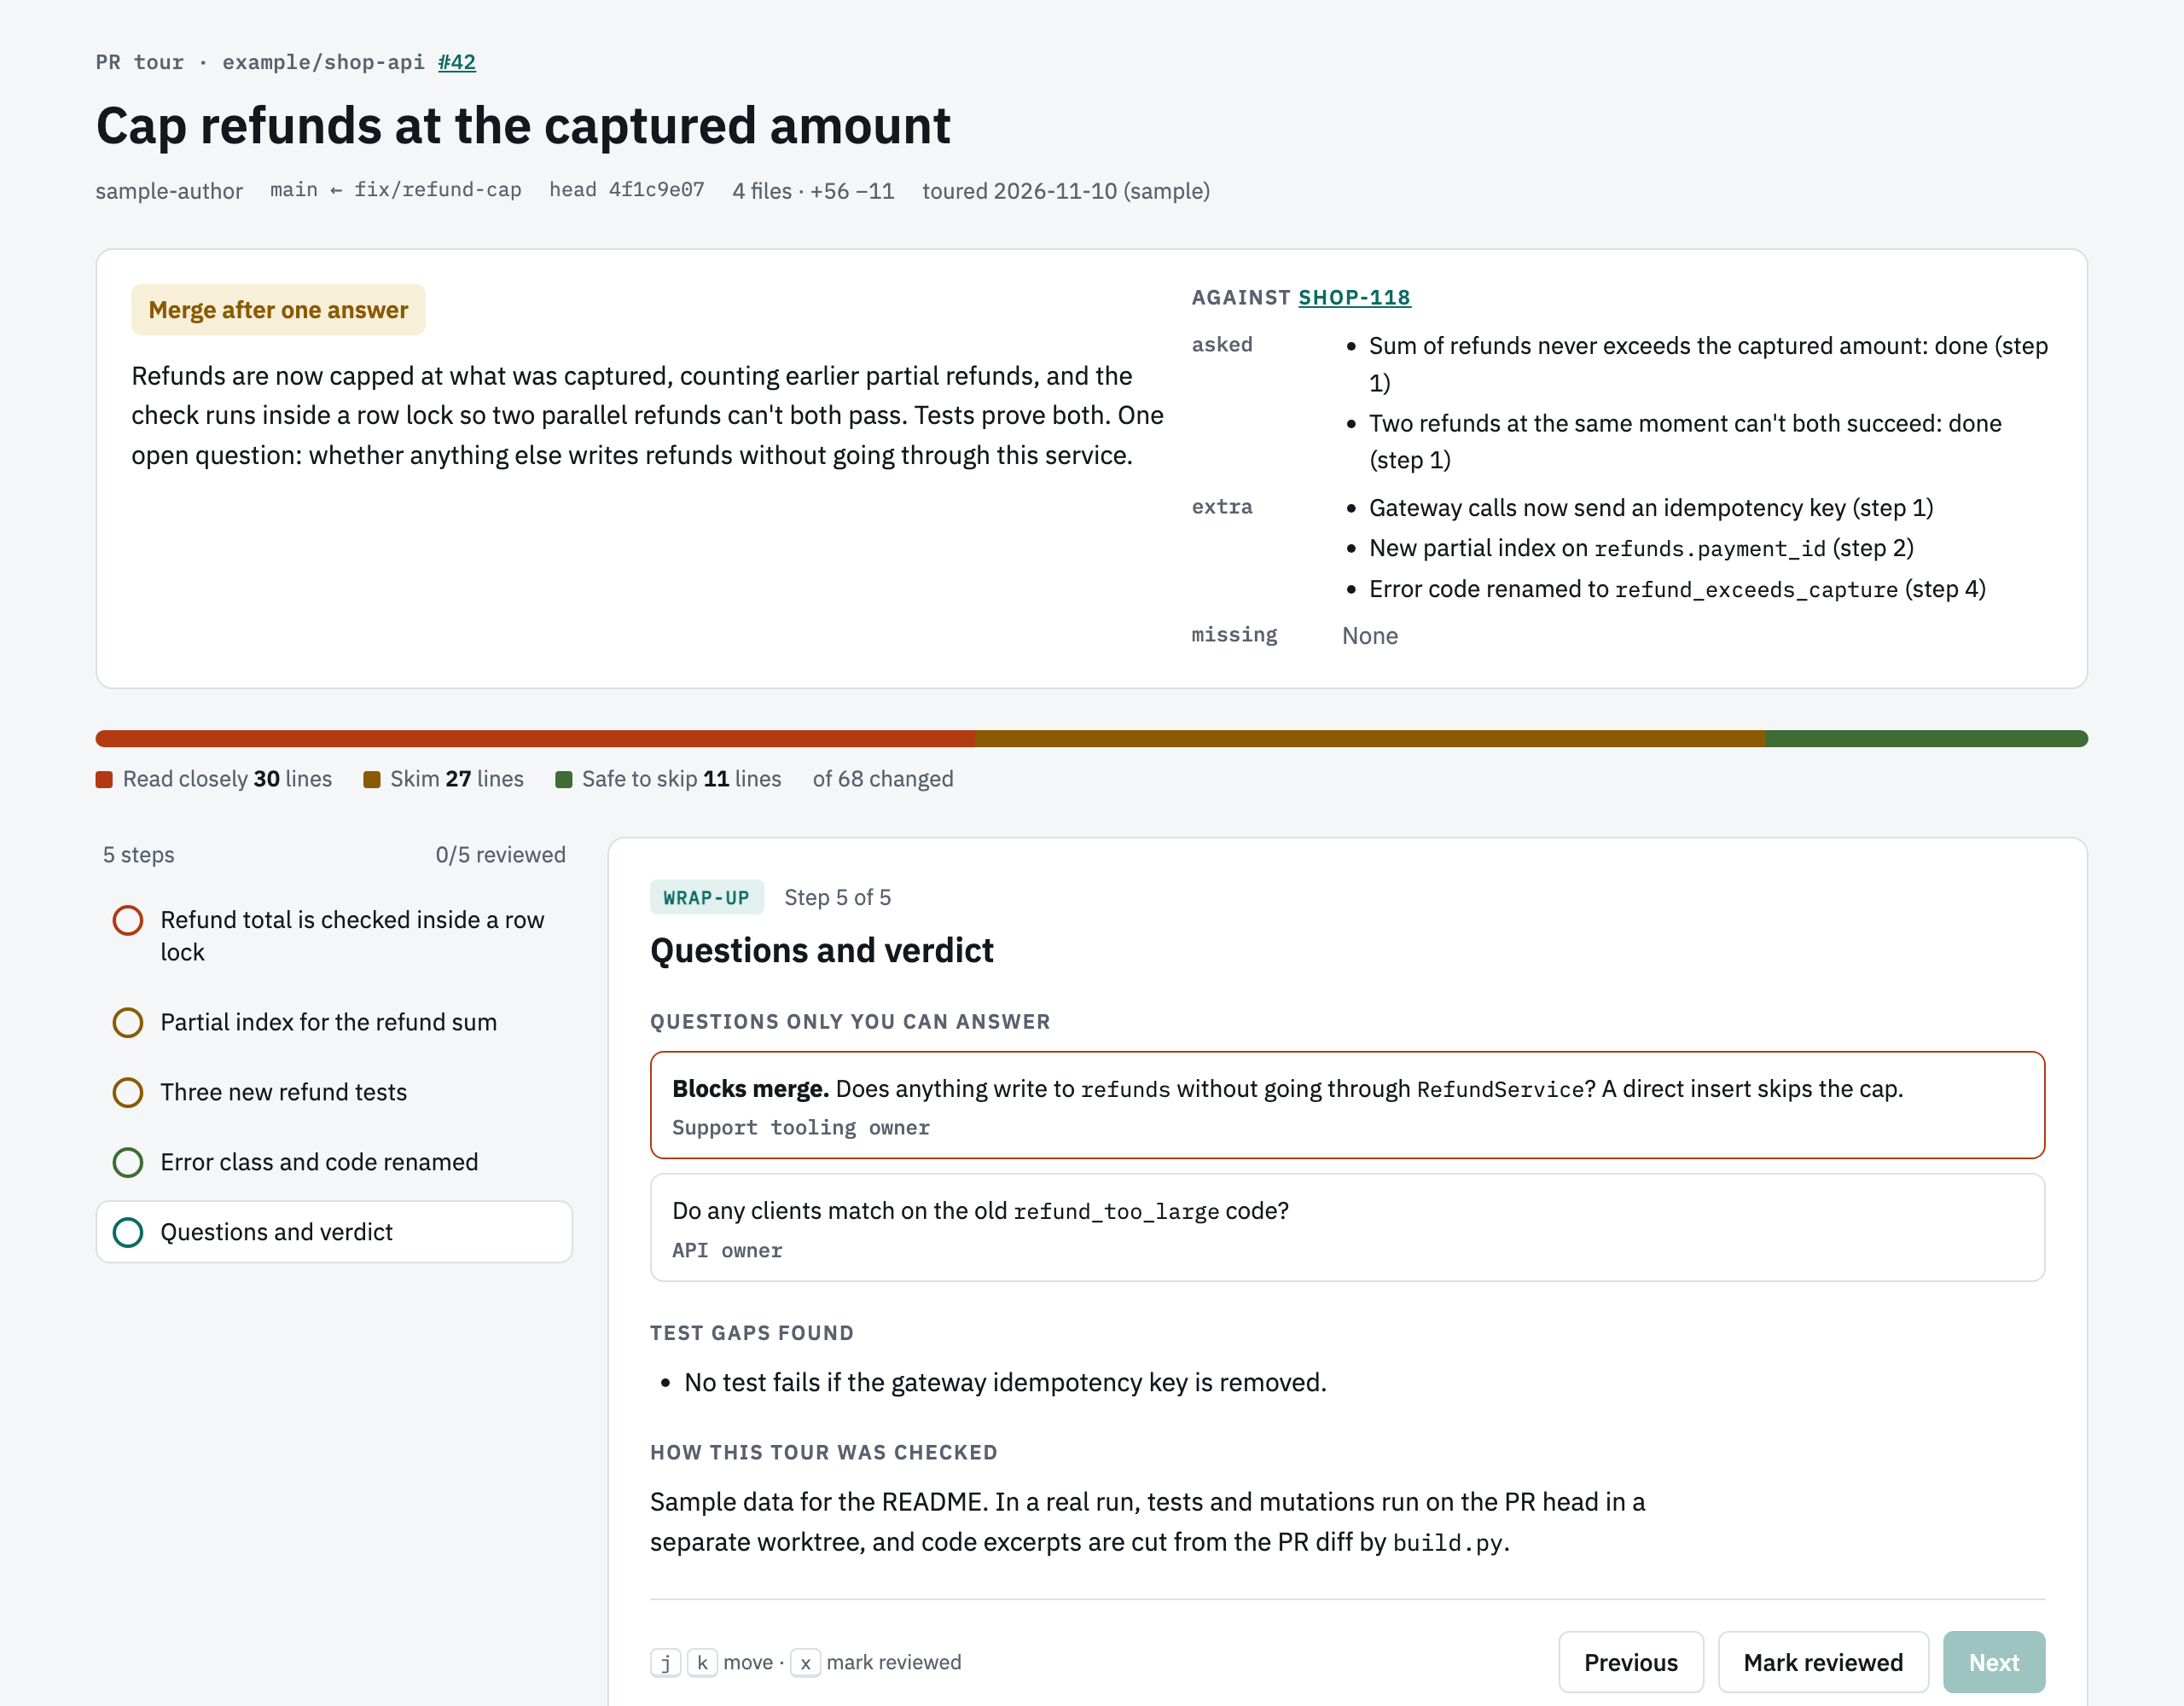 PR tour · example/shop-api #42
Cap refunds at the captured amount
sample-author main ← fix/refund-cap head 4f1c9e07 4 files · +56 −11 toured 2026-11-10 (sample)
Merge after one answer
Refunds are now capped at what was captured, counting earlier partial refunds, and the
check runs inside a row lock so two parallel refunds can't both pass. Tests prove both. One
open question: whether anything else writes refunds without going through this service.
AGAINST SHOP-118
asked
• Sum of refunds never exceeds the captured amount: done (step
1)
• Two refunds at the same moment can't both succeed: done
(step 1)
extra
• Gateway calls now send an idempotency key (step 1)
• New partial index on refunds.payment_id (step 2)
• Error code renamed to refund_exceeds_capture (step 4)
missing None
Read closely 30 lines Skim 27 lines Safe to skip 11 lines of 68 changed
5 steps 0/5 reviewed
Refund total is checked inside a row
lock
Partial index for the refund sum
Three new refund tests
Error class and code renamed
Questions and verdict
WRAP-UP Step 5 of 5
Questions and verdict
QUESTIONS ONLY YOU CAN ANSWER
Blocks merge. Does anything write to refunds without going through RefundService? A direct insert skips the cap.
Support tooling owner
Do any clients match on the old refund_too_large code?
API owner
TEST GAPS FOUND
• No test fails if the gateway idempotency key is removed.
HOW THIS TOUR WAS CHECKED
Sample data for the README. In a real run, tests and mutations run on the PR head in a
separate worktree, and code excerpts are cut from the PR diff by build.py.
j k move · x mark reviewed
Previous Mark reviewed Next